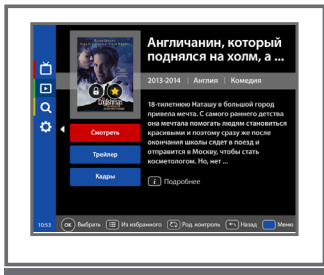 Англичанин, который
поднялся на холм, а ...
2013-2014 | Англия | Комедия
Englishman
18-тилетнюю Наташу в большой город
привела мечта. С самого раннего детства
она мечтала помогать людям становиться
красивыми и поэтому сразу же после
окончания школы сядет в поезд и
отправится в Москву, чтобы стать
косметологом. Но, нет ...
Смотреть
Трейлер
Кадры
i Подробнее
10:53
OK Выбрать
Из избранного
Род. контроль
Назад
Меню